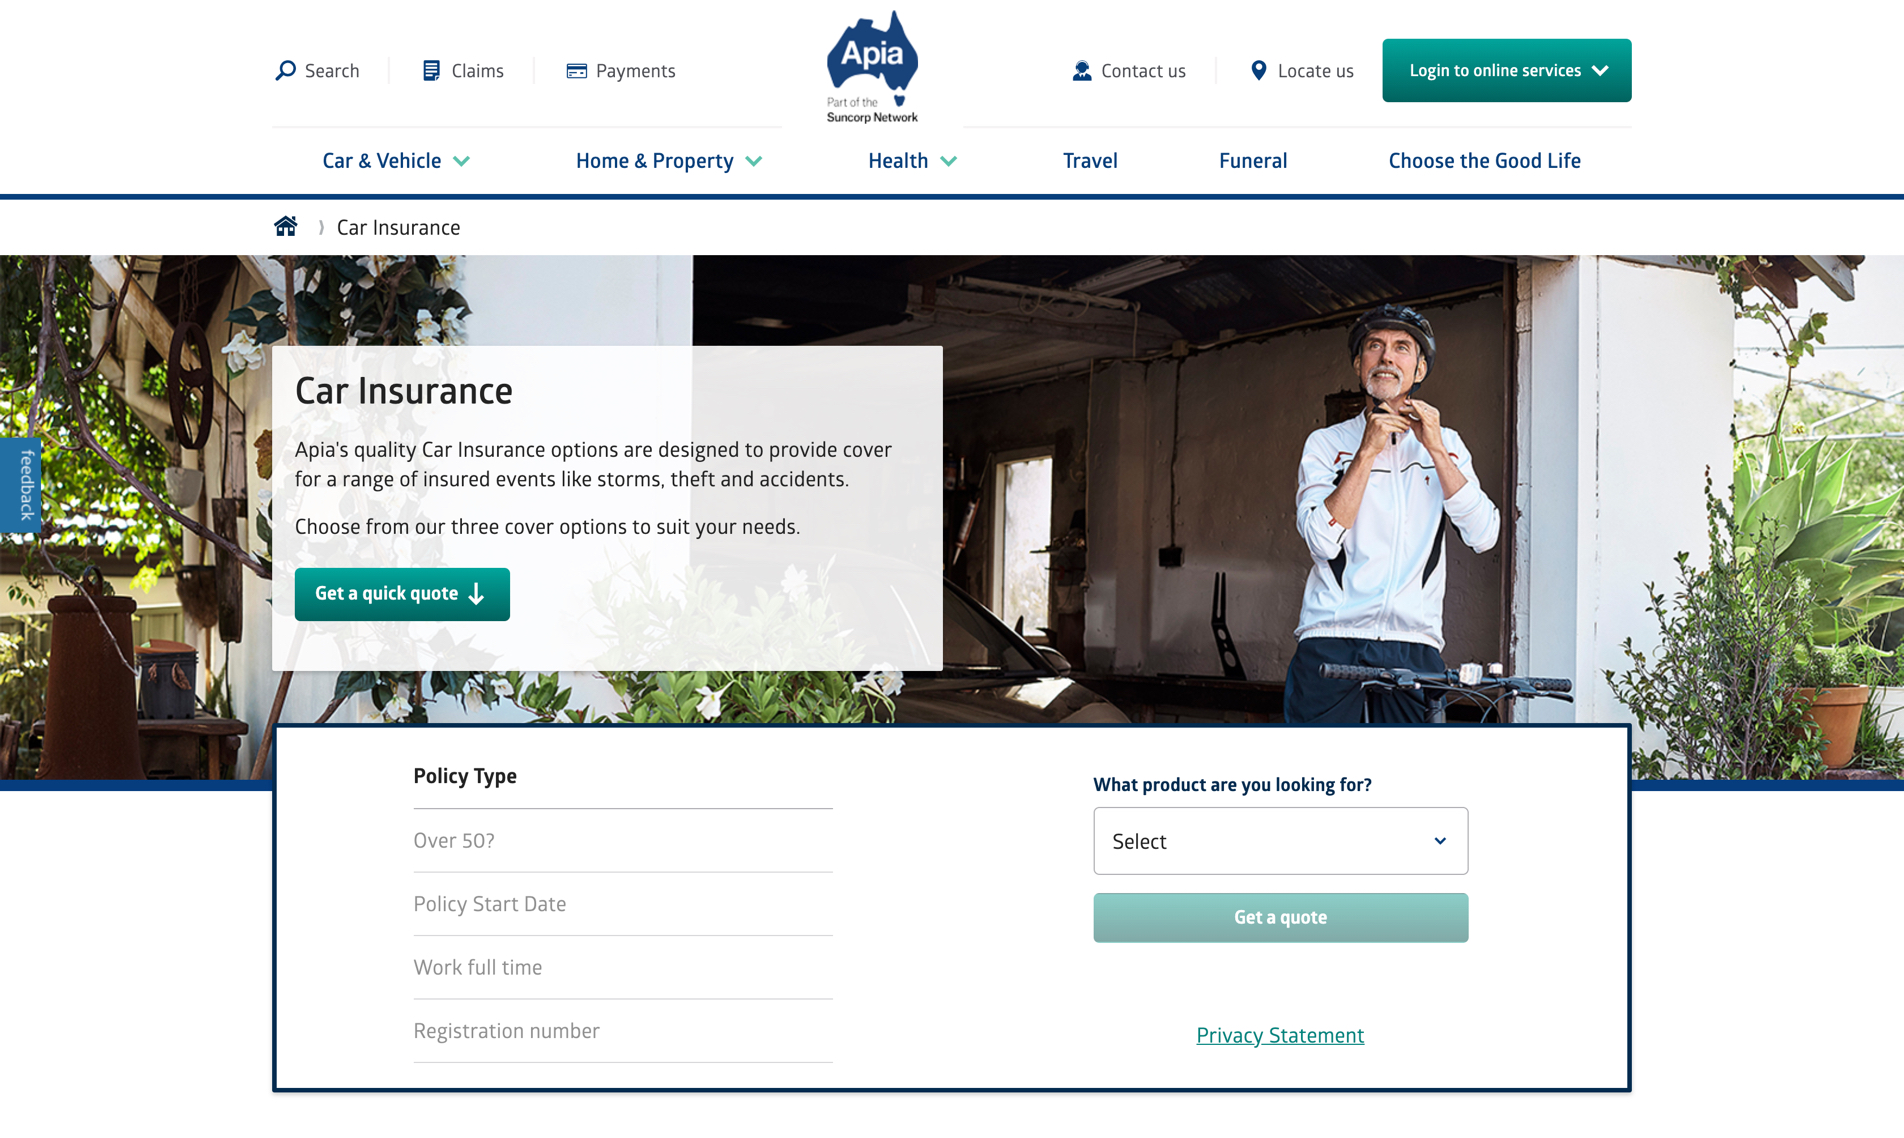 Search
Claims
Payments
Apia
Part of the
Suncorp Network
Contact us
Locate us
Login to online services
Car & Vehicle
Home & Property
Health
Travel
Funeral
Choose the Good Life
Car Insurance
Car Insurance
Apia's quality Car Insurance options are designed to provide cover
for a range of insured events like storms, theft and accidents.
Choose from our three cover options to suit your needs.
Get a quick quote
feedback
Policy Type
Over 50?
Policy Start Date
Work full time
Registration number
What product are you looking for?
Select
Get a quote
Privacy Statement